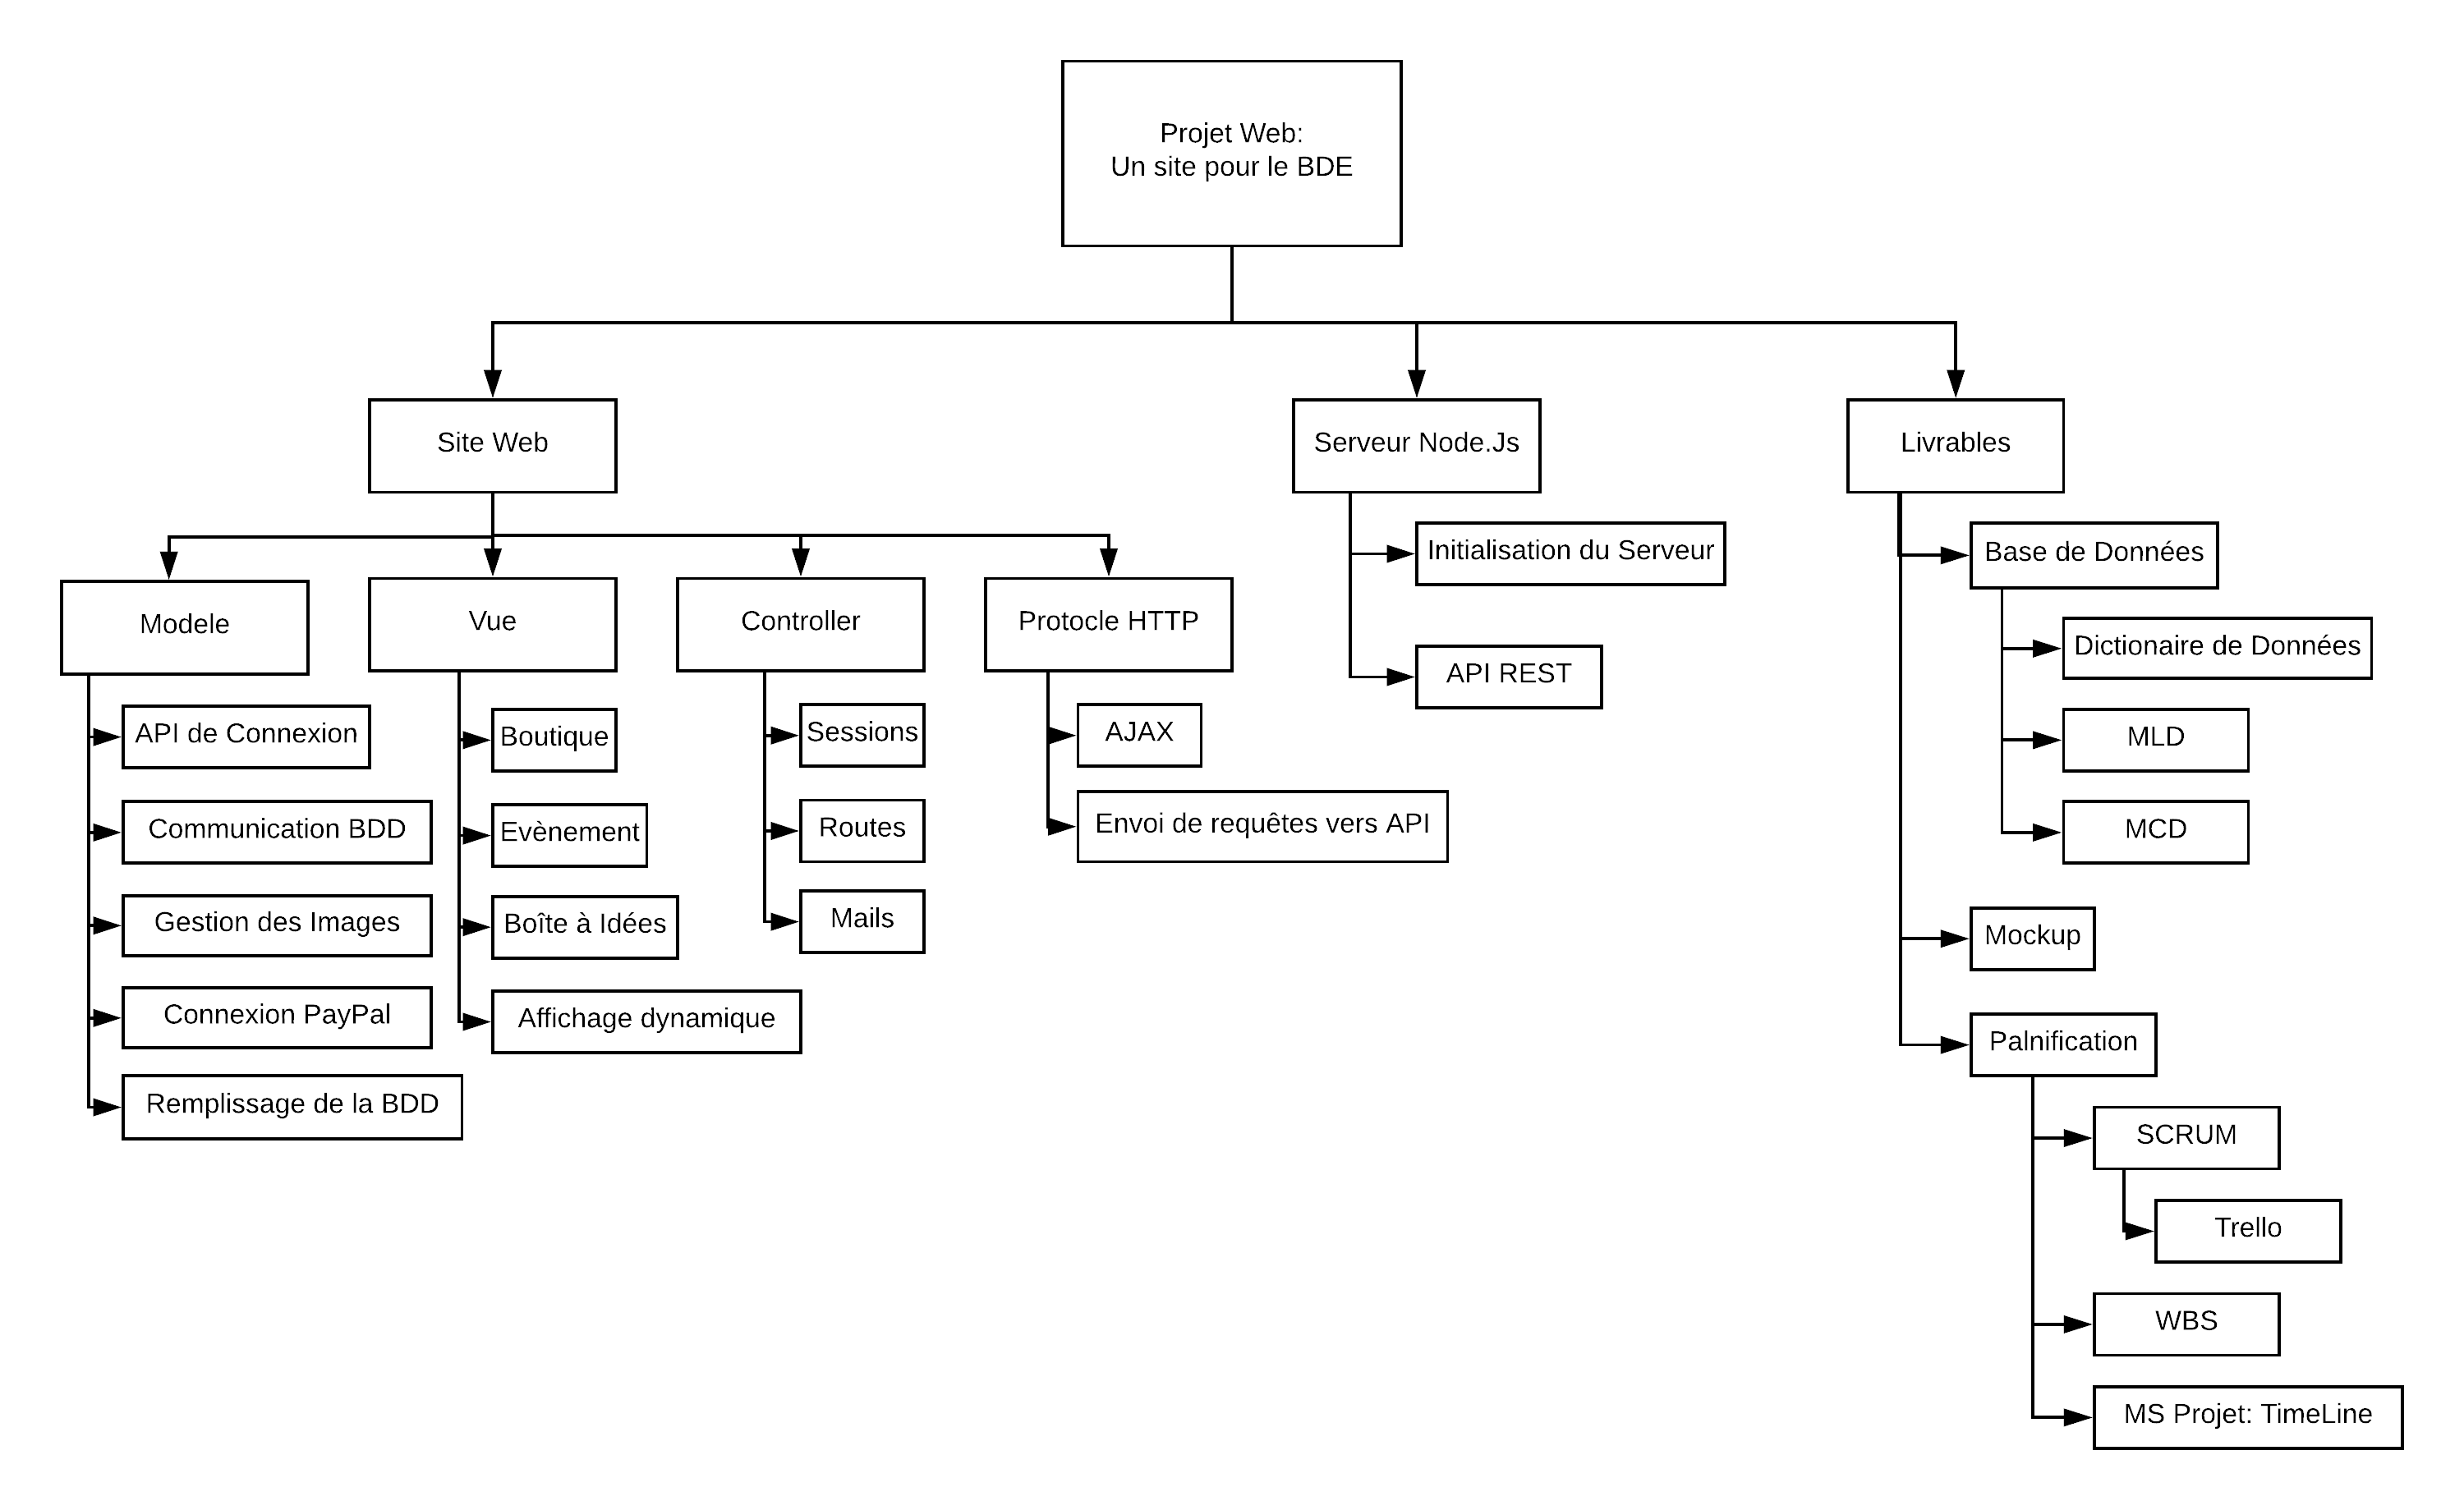 Projet Web:
Un site pour le BDE
Site Web
Serveur Node.Js
Livrables
Modele
Vue
Controller
Protocle HTTP
API de Connexion
Communication BDD
Gestion des Images
Connexion PayPal
Remplissage de la BDD
Boutique
Evènement
Boîte à Idées
Affichage dynamique
Sessions
Routes
Mails
AJAX
Envoi de requêtes vers API
Initialisation du Serveur
API REST
Base de Données
Dictionaire de Données
MLD
MCD
Mockup
Palnification
SCRUM
Trello
WBS
MS Projet: TimeLine